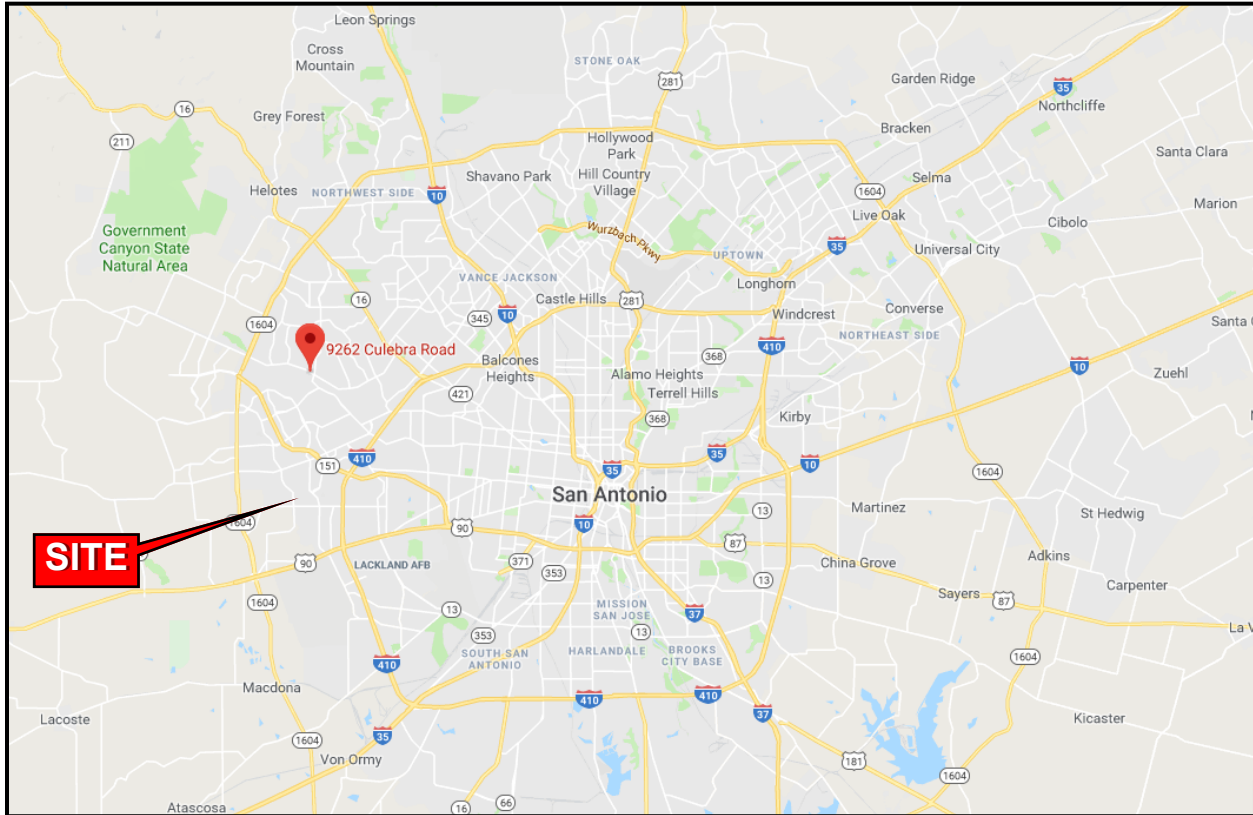 Leon Springs
Cross
Mountain
STONE OAK
281
Garden Ridge
35
Northcliffe
16
Grey Forest
211
Hollywood
Park
Bracken
Santa Clara
Helotes
NORTHWEST SIDE
10
Shavano Park
Hill Country
Village
1604
Selma
Marion
Live Oak
Cibolo
Government
Canyon State
Natural Area
Wurzbach Pkwy
35
Universal City
UPTOWN
VANCE JACKSON
Longhorn
16
Castle Hills
281
Converse
1604
345
10
Windcrest
NORTHEAST SIDE
Santa C
9262 Culebra Road
410
Balcones
Heights
368
10
Alamo Heights
Zuehl
421
Terrell Hills
368
Kirby
410
35
10
151
35
1604
San Antonio
13
Martinez
St Hedwig
1604
90
10
SITE
90
LACKLAND AFB
371
353
87
China Grove
Adkins
13
Carpenter
1604
13
MISSION
SAN JOSE
37
Sayers
87
La V
353
13
410
SOUTH SAN
ANTONIO
HARLANDALE
BROOKS
CITY BASE
1604
Macdona
410
410
Lacoste
37
Kicaster
1604
35
Von Ormy
181
1604
Atascosa
16
66